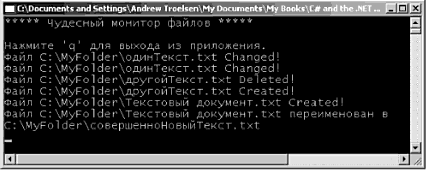 C:\Documents and Settings\Andrew Troelsen\My Documents\My Books\C# and the .NET ...
***** Чудесный монитор файлов *****
Нажмите 'q' для выхода из приложения.
Файл C:\MyFolder\одинТекст.txt Changed!
Файл C:\MyFolder\одинТекст.txt Changed!
Файл C:\MyFolder\другойТекст.txt Deleted!
Файл C:\MyFolder\другойТекст.txt Created!
Файл C:\MyFolder\Текстовый документ.txt Created!
Файл C:\MyFolder\Текстовый документ.txt переименован в
C:\MyFolder\совершенноНовыйТекст.txt